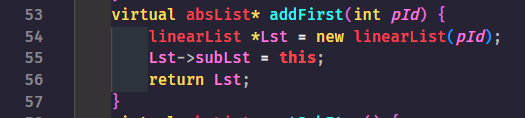 53 virtual absList* addFirst(int pId) {
54 linearList *Lst = new linearList(pId);
55 Lst->subLst = this;
56 return Lst;
57 }